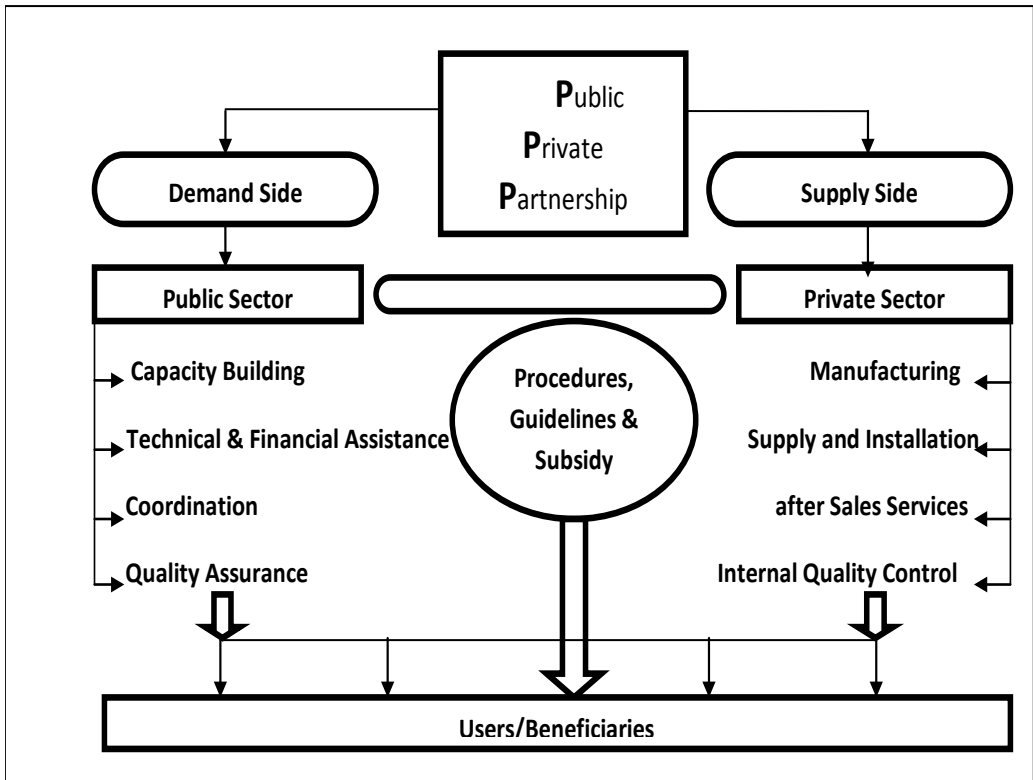 Public
Private
Partnership
Demand Side
Supply Side
Public Sector
Private Sector
Capacity Building
Technical & Financial Assistance
Coordination
Quality Assurance
Procedures,
Guidelines &
Subsidy
Manufacturing
Supply and Installation
after Sales Services
Internal Quality Control
Users/Beneficiaries